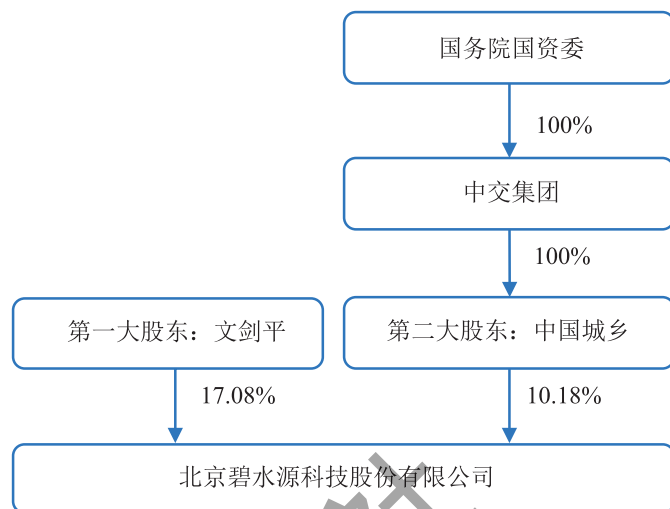 国务院国资委
100%
中交集团
100%
第一大股东：文剑平
第二大股东：中国城乡
17.08%
10.18%
北京碧水源科技股份有限公司